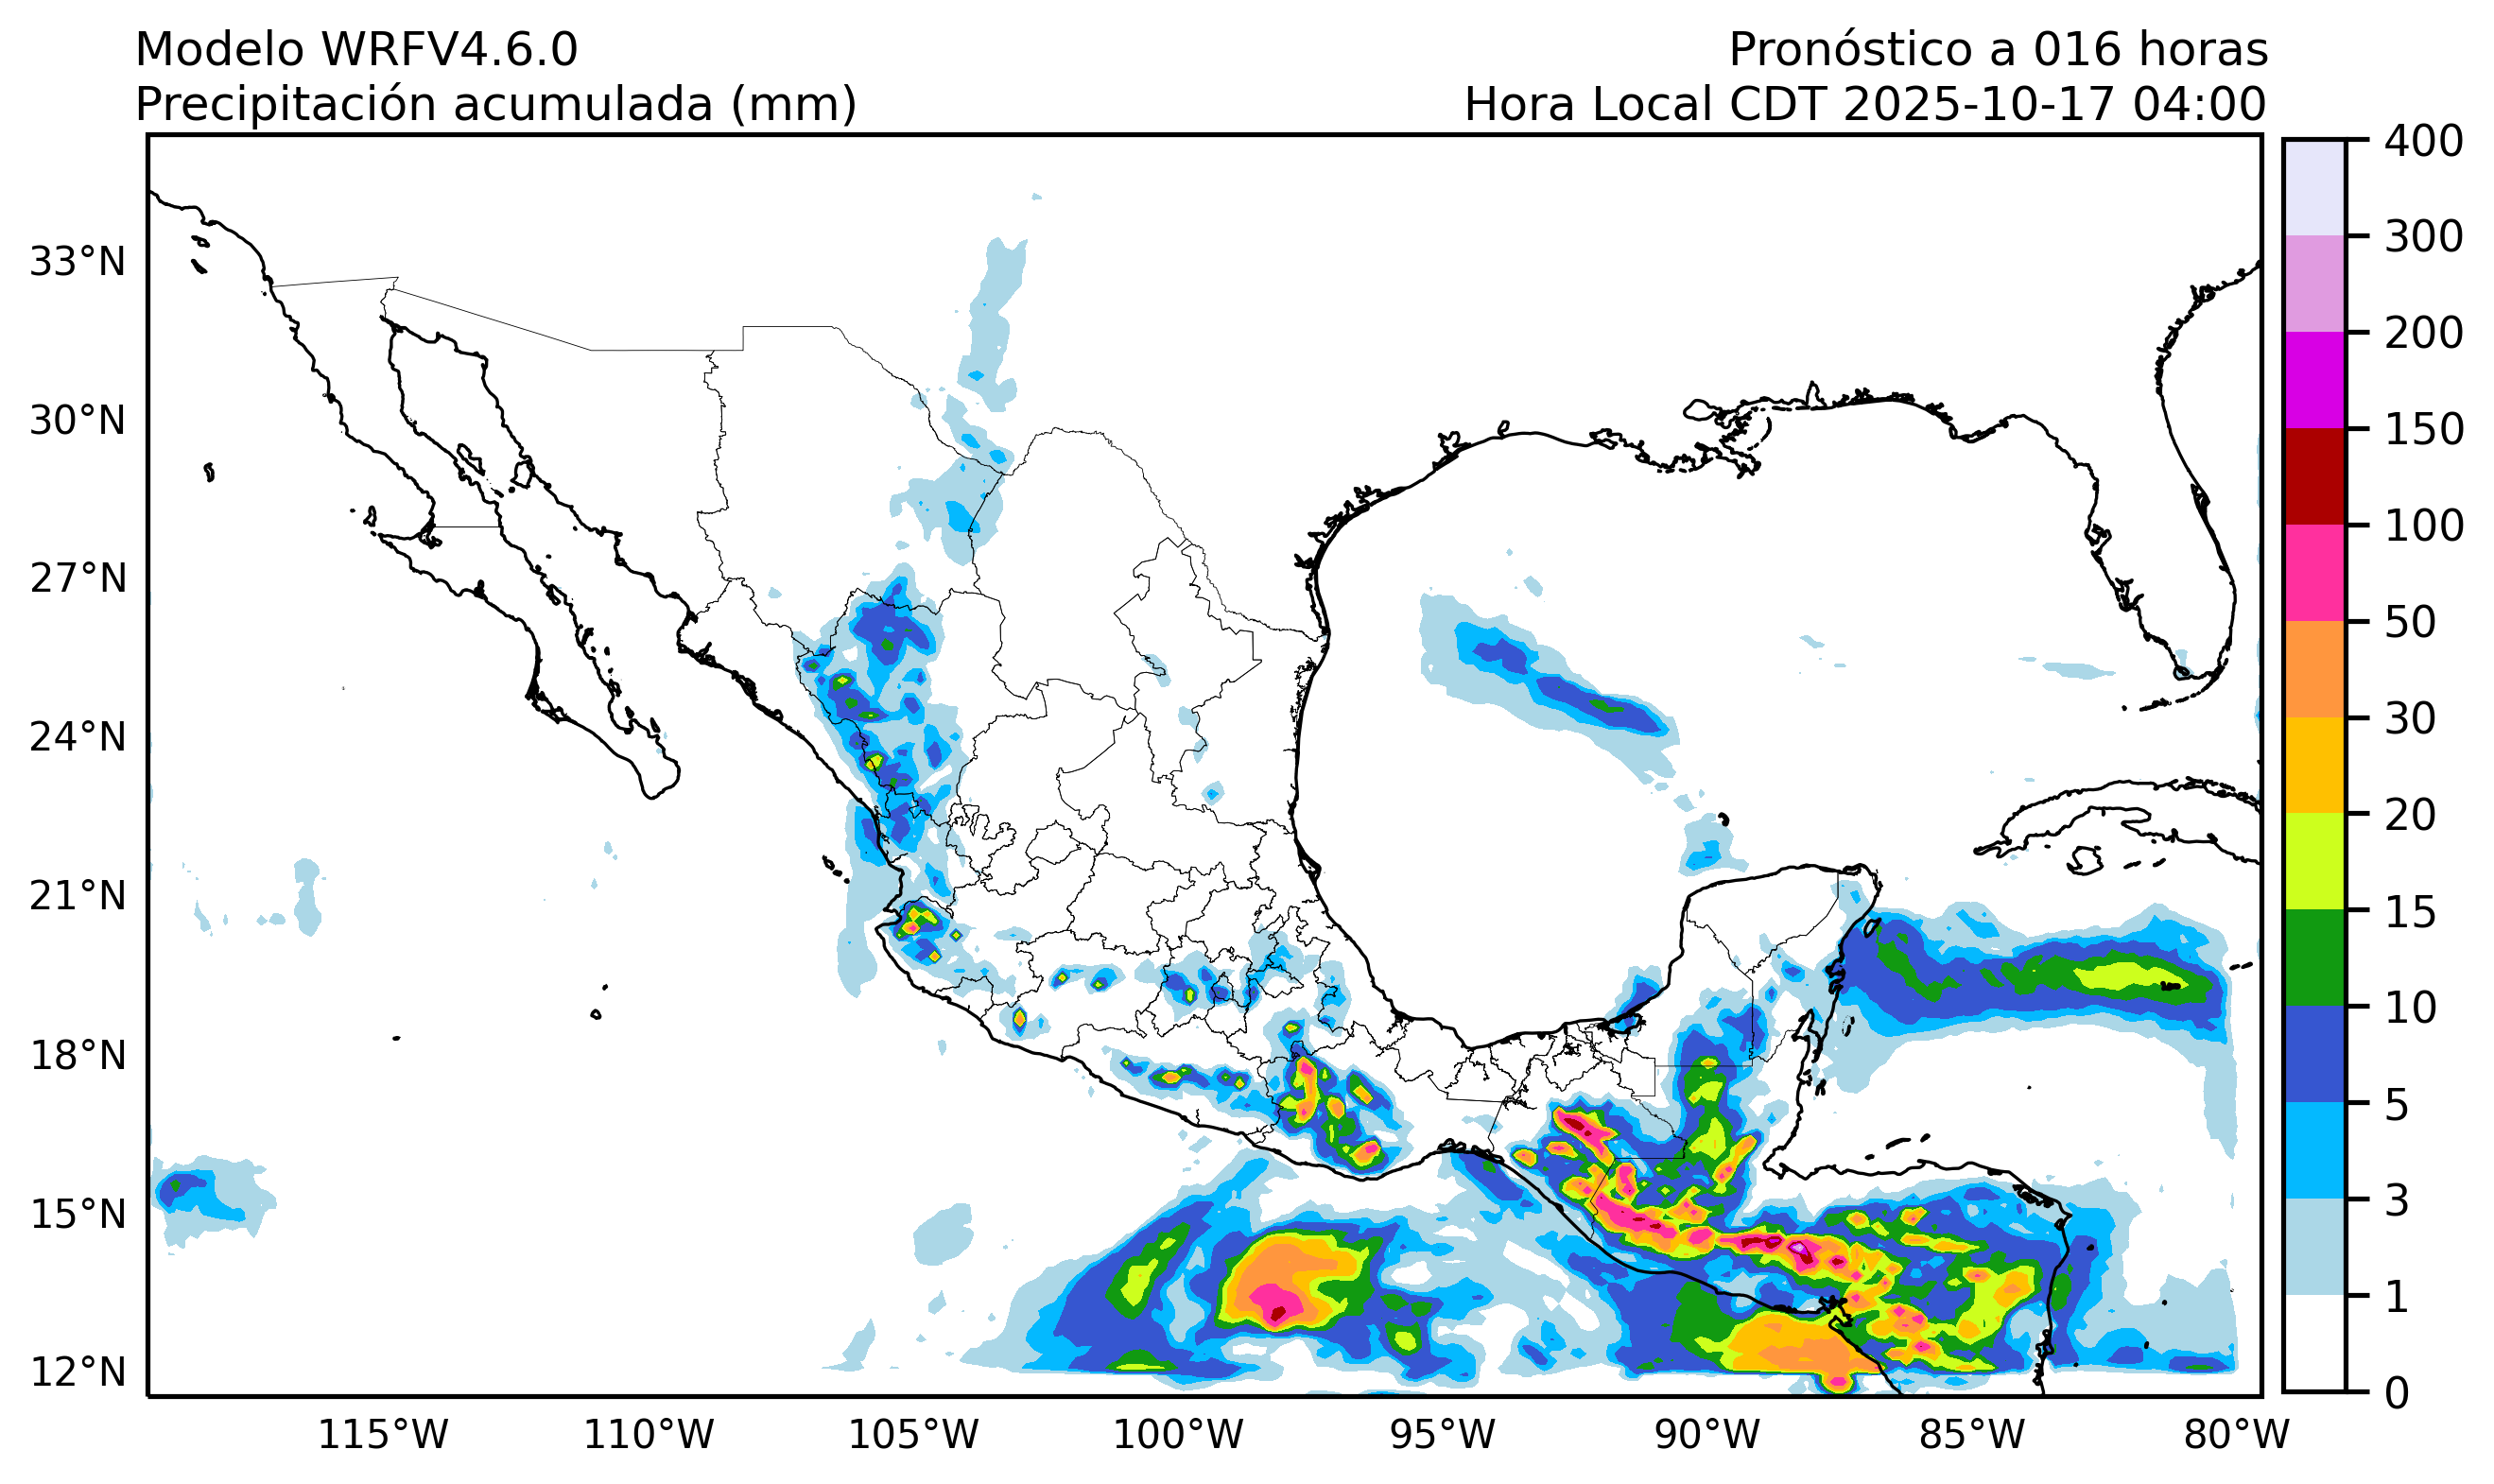 Modelo WRFV4.6.0
Pronóstico a 016 horas
Precipitación acumulada (mm)
Hora Local CDT 2025-10-17 04:00
33°N
30°N
27°N
24°N
21°N
18°N
15°N
12°N
115°W
110°W
105°W
100°W
95°W
90°W
85°W
80°W
400
300
200
150
100
50
30
20
15
10
5
3
1
0